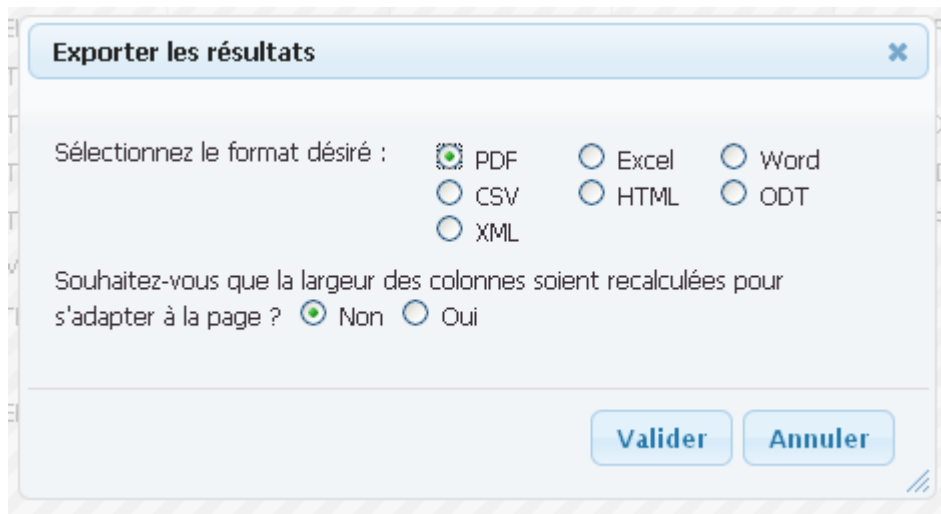 Exporter les résultats
Sélectionnez le format désiré : PDF Excel Word
CSV HTML ODT
XML
Souhaitez-vous que la largeur des colonnes soient recalculées pour
s'adapter à la page ? Non Oui
Valider Annuler